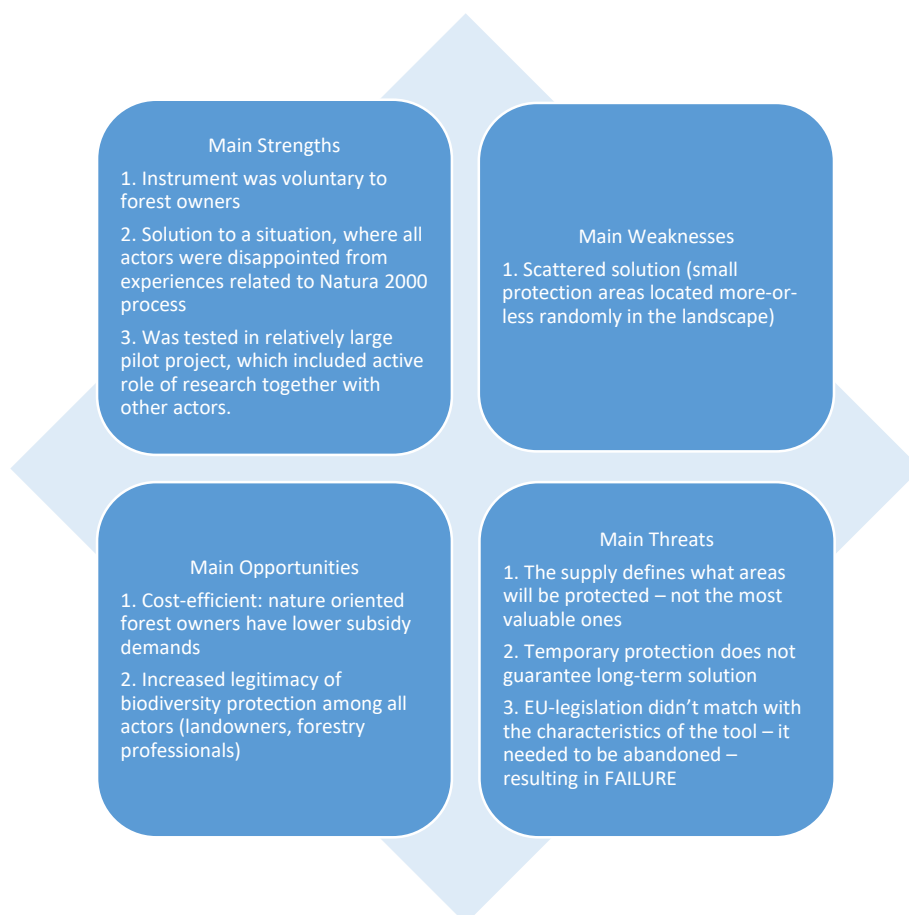 Main Strengths
1. Instrument was voluntary to
forest owners
2. Solution to a situation, where all
actors were disappointed from
experiences related to Natura 2000
process
3. Was tested in relatively large
pilot project, which included active
role of research together with
other actors.
Main Weaknesses
1. Scattered solution (small
protection areas located more-or-
less randomly in the landscape)
Main Opportunities
1. Cost-efficient: nature oriented
forest owners have lower subsidy
demands
2. Increased legitimacy of
biodiversity protection among all
actors (landowners, forestry
professionals)
Main Threats
1. The supply defines what areas
will be protected – not the most
valuable ones
2. Temporary protection does not
guarantee long-term solution
3. EU-legislation didn’t match with
the characteristics of the tool – it
needed to be abandoned –
resulting in FAILURE